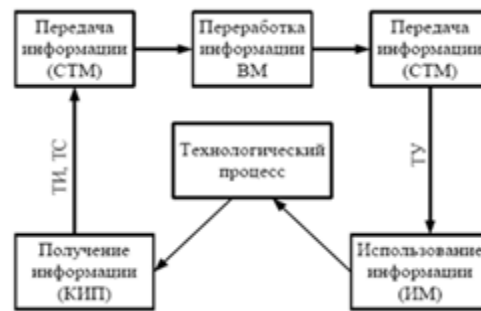 Передача
информации
(СТМ)
Переработка
информации
ВМ
Передача
информации
(СТМ)
ТИ, ТС
Технологический
процесс
ТУ
Получение
информации
(КИП)
Использование
информации
(ИМ)